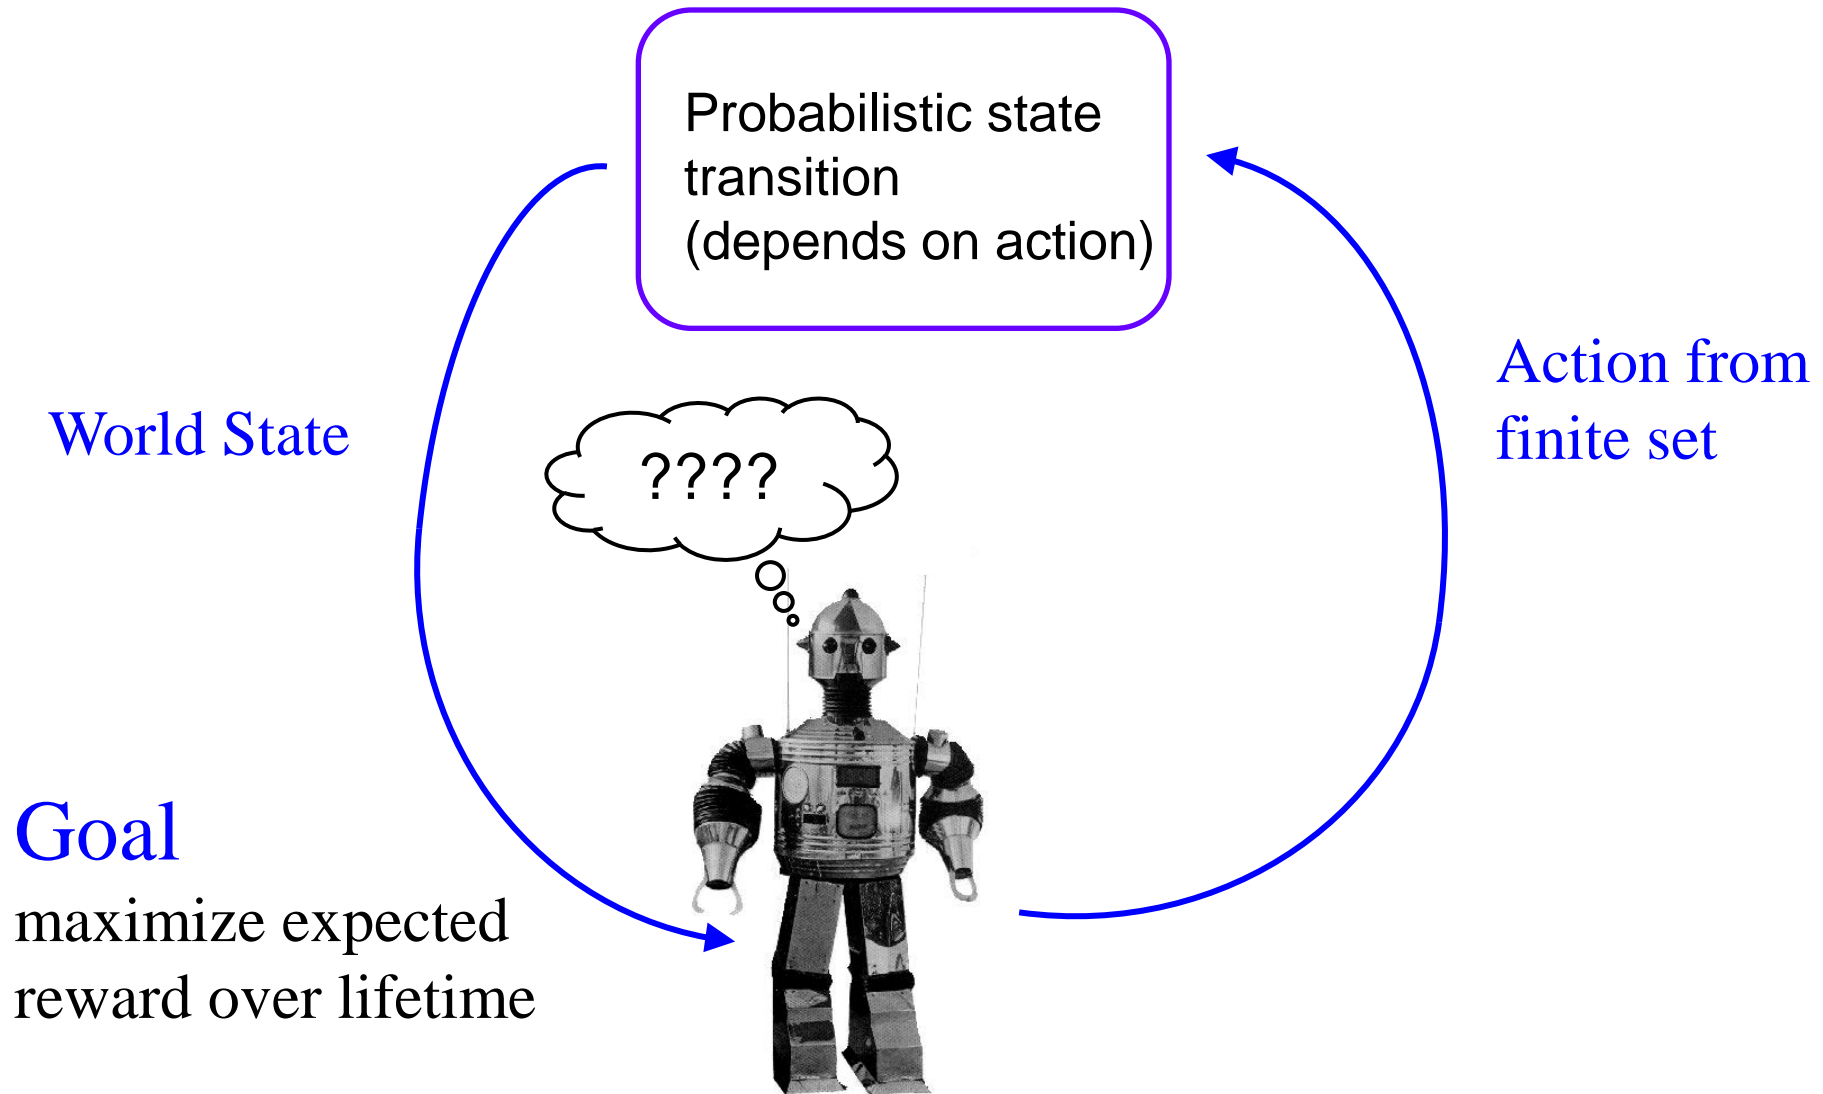 Probabilistic state
transition
(depends on action)
World State
Action from
finite set
????
Goal
maximize expected
reward over lifetime